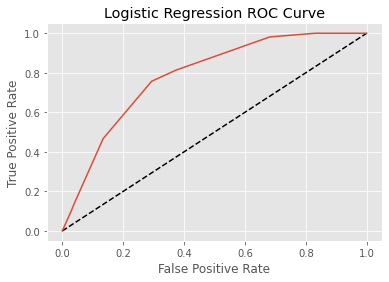 Logistic Regression ROC Curve
True Positive Rate
1.0
0.8
0.6
0.4
0.2
0.0
0.0 0.2 0.4 0.6 0.8 1.0
False Positive Rate